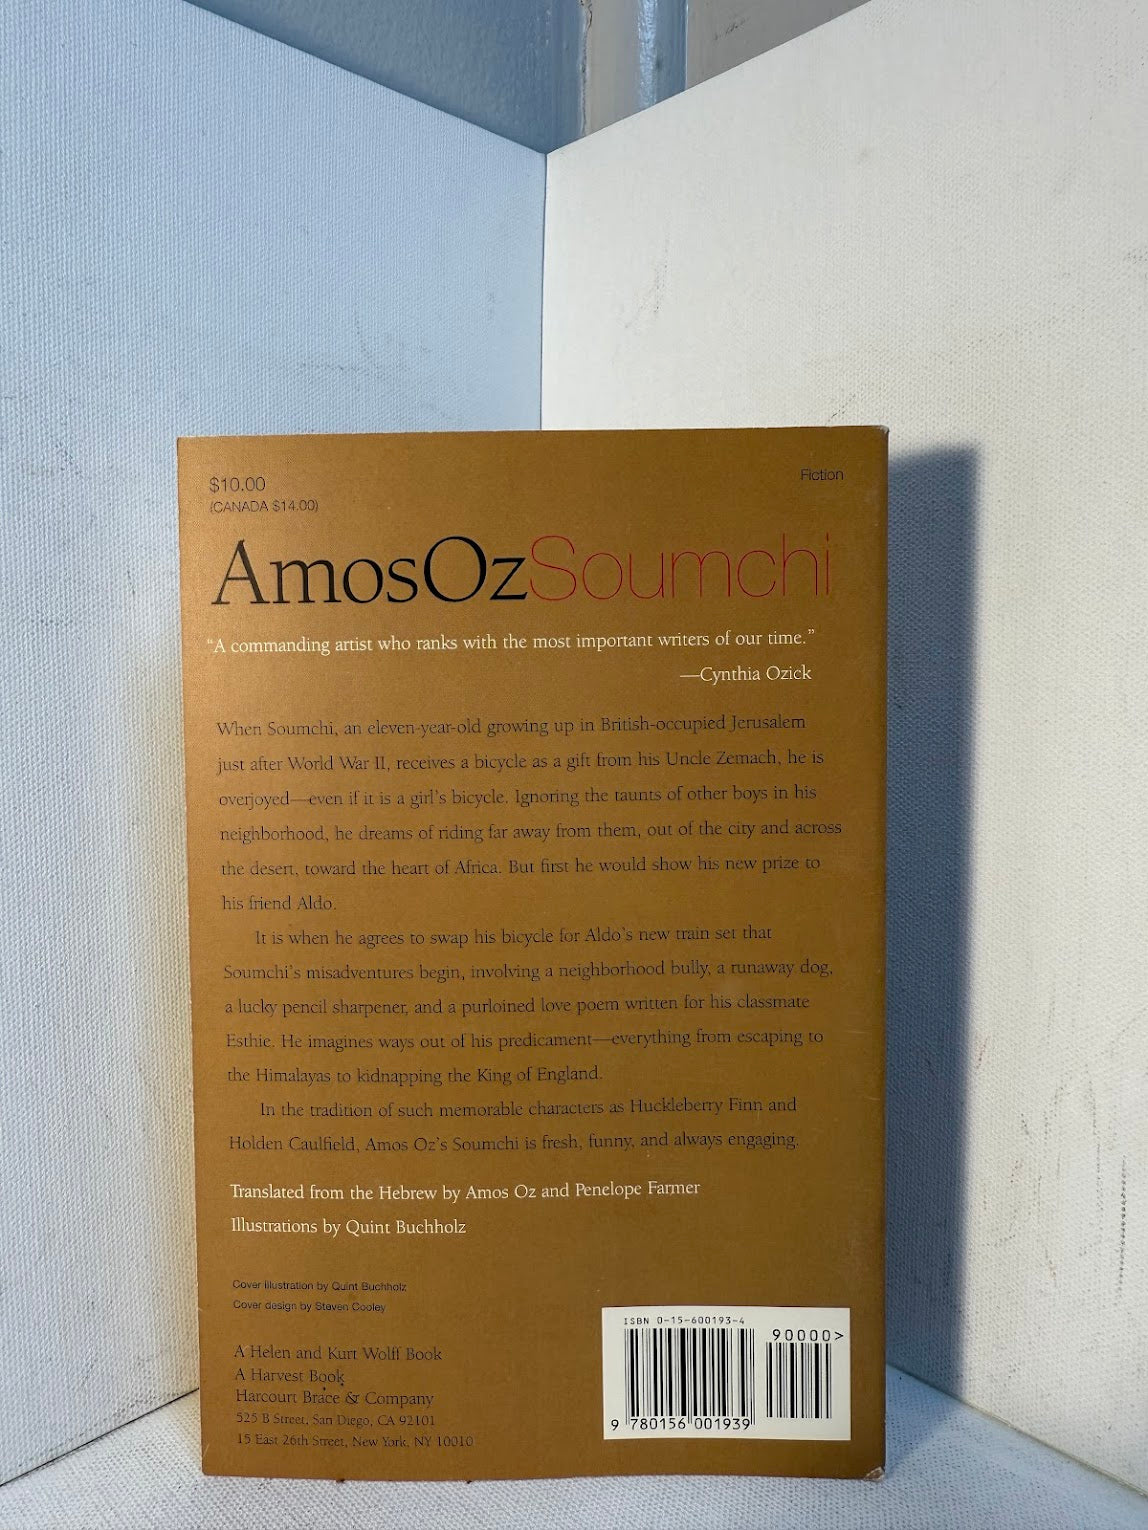 $10.00
(CANADA $14.00)
Fiction
AmosOzSoumchi
“A commanding artist who ranks with the most important writers of our time.”
—Cynthia Ozick
When Soumchi, an eleven-year-old growing up in British-occupied Jerusalem
just after World War II, receives a bicycle as a gift from his Uncle Zemach, he is
overjoyed—even if it is a girl's bicycle. Ignoring the taunts of other boys in his
neighborhood, he dreams of riding far away from them, out of the city and across
the desert, toward the heart of Africa. But first he would show his new prize to
his friend Aldo.
It is when he agrees to swap his bicycle for Aldo's new train set that
Soumchi's misadventures begin, involving a neighborhood bully, a runaway dog,
a lucky pencil sharpener, and a purloined love poem written for his classmate
Esthie. He imagines ways out of his predicament—everything from escaping to
the Himalayas to kidnapping the King of England.
In the tradition of such memorable characters as Huckleberry Finn and
Holden Caulfield, Amos Oz's Soumchi is fresh, funny, and always engaging.
Translated from the Hebrew by Amos Oz and Penelope Farmer
Illustrations by Quint Buchholz
Cover illustration by Quint Buchholz
Cover design by Steven Cooley
A Helen and Kurt Wolff Book
A Harvest Book
Harcourt Brace & Company
525 B Street, San Diego, CA 92101
15 East 26th Street, New York, NY 10010
ISBN 0-15-600193-4
90000>
9 780156 001939